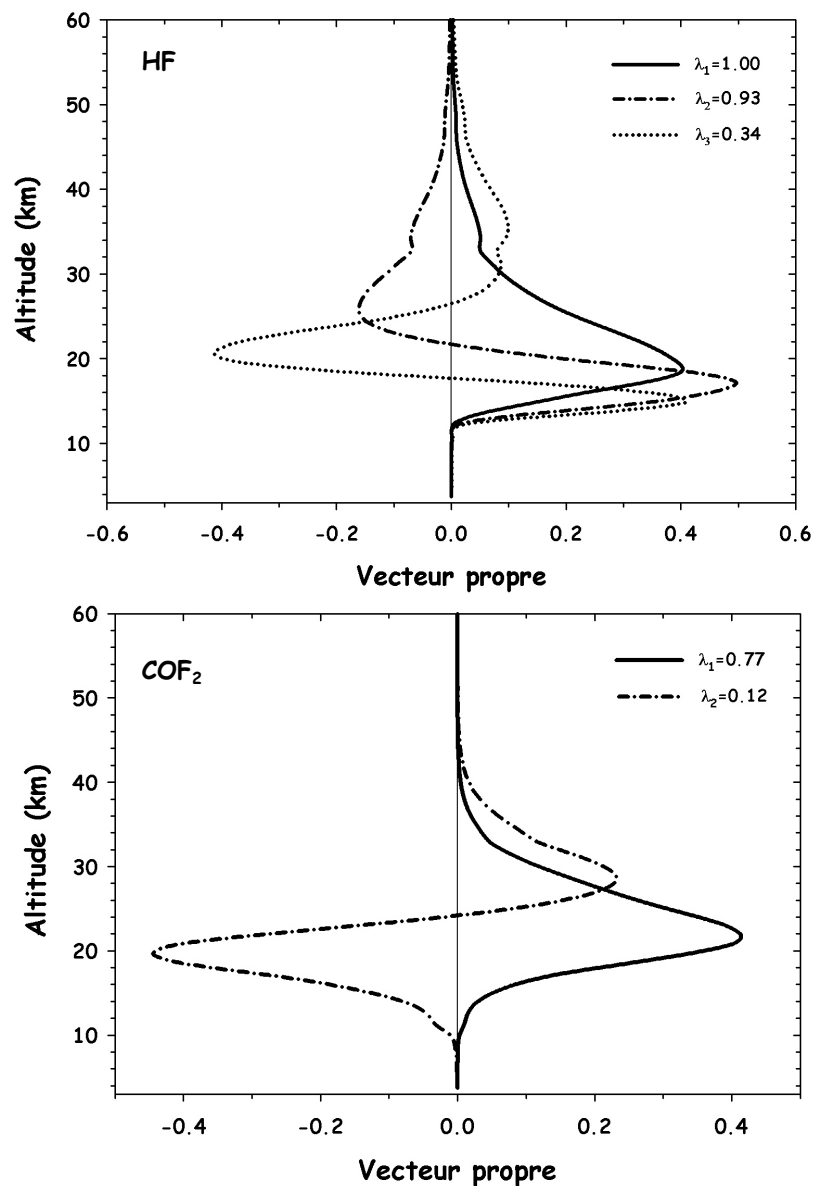 60
50
40
30
20
10
Altitude (km)
HF
λ₁=1.00
λ₂=0.93
λ₃=0.34
-0.6 -0.4 -0.2 0.0 0.2 0.4 0.6
Vecteur propre
60
50
40
30
20
10
Altitude (km)
COF₂
λ₁=0.77
λ₂=0.12
-0.4 -0.2 0.0 0.2 0.4
Vecteur propre